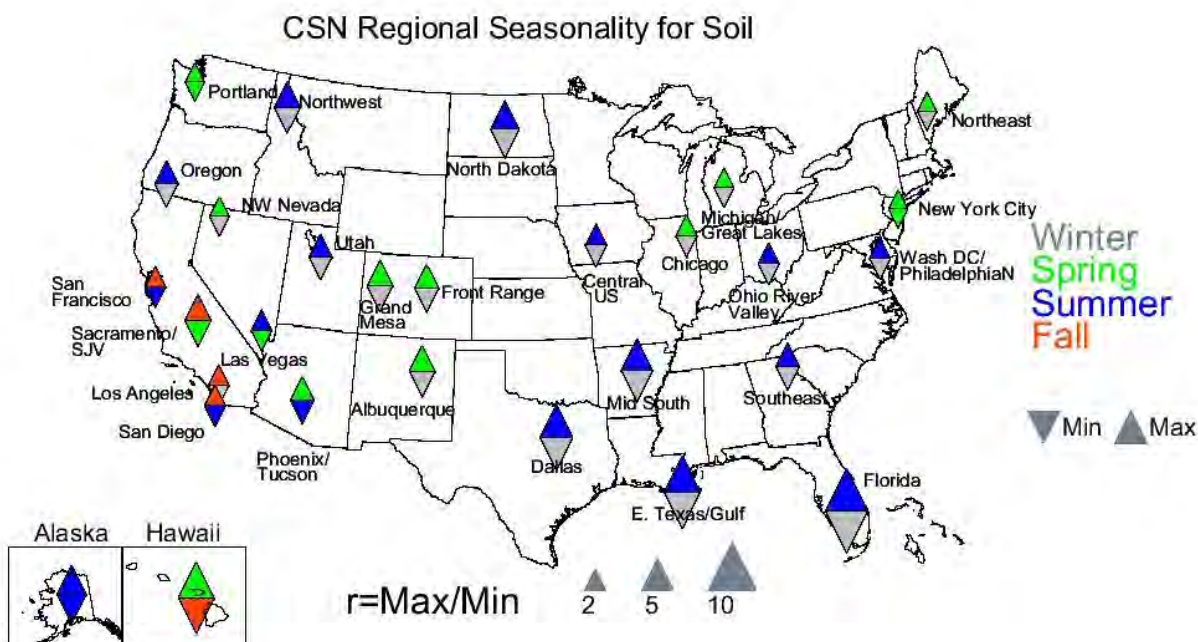 CSN Regional Seasonality for Soil
Portland
Northwest
North Dakota
Northeast
Oregon
NW Nevada
Utah
Michigan/
Great Lakes
New York City
Chicago
Central
US
Ohio River
Valley
Wash DC/
PhiladelphiaN
San
Francisco
Sacramento/
SJV
Las Vegas
Grand
Mesa
Front Range
Los Angeles
San Diego
Phoenix/
Tucson
Albuquerque
Mid South
Southeast
Dallas
E. Texas/Gulf
Florida
Winter
Spring
Summer
Fall
Min
Max
Alaska
Hawaii
r=Max/Min
2
5
10